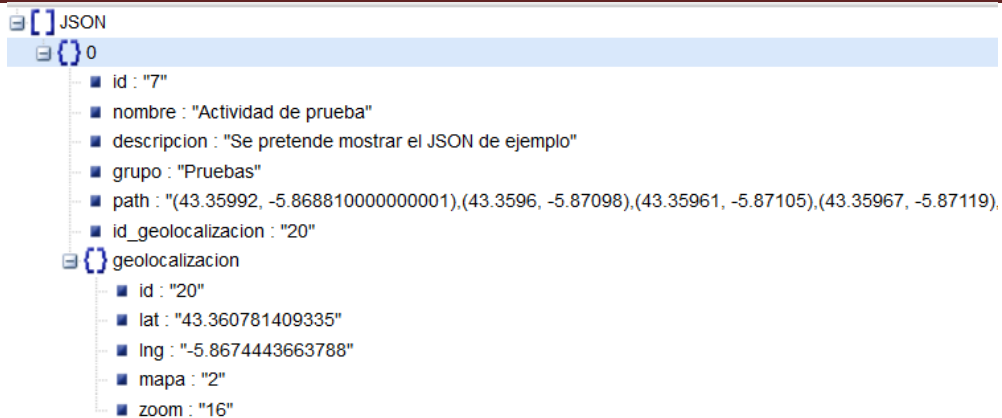 JSON
0
id : "7"
nombre : "Actividad de prueba"
descripcion : "Se pretende mostrar el JSON de ejemplo"
grupo : "Pruebas"
path : "(43.35992, -5.868810000000001),(43.3596, -5.87098),(43.35961, -5.87105),(43.35967, -5.87119),
id_geolocalizacion : "20"
geolocalizacion
id : "20"
lat : "43.360781409335"
lng : "-5.8674443663788"
mapa : "2"
zoom : "16"